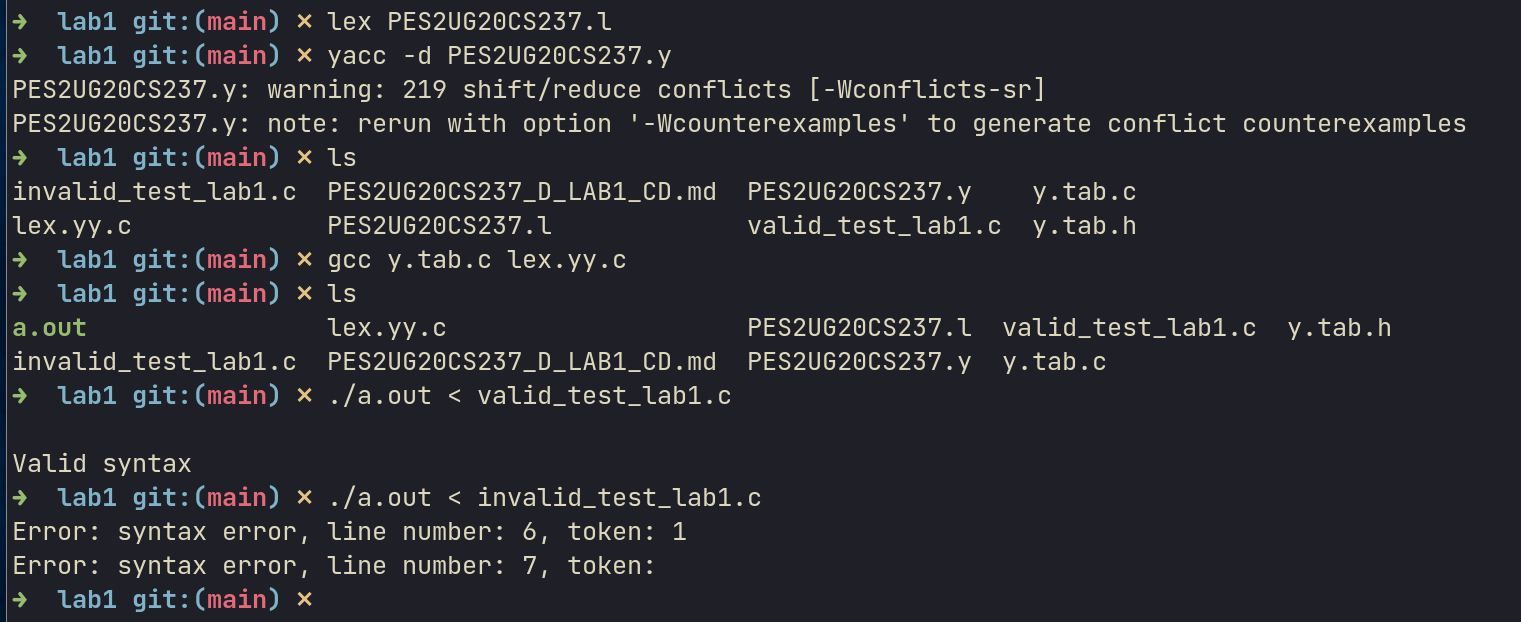 → lab1 git:(main) × lex PES2UG20CS237.l
→ lab1 git:(main) × yacc -d PES2UG20CS237.y
PES2UG20CS237.y: warning: 219 shift/reduce conflicts [-Wconflicts-sr]
PES2UG20CS237.y: note: rerun with option '-Wcounterexamples' to generate conflict counterexamples
→ lab1 git:(main) × ls
invalid_test_lab1.c PES2UG20CS237_D_LAB1_CD.md PES2UG20CS237.y y.tab.c
lex.yy.c PES2UG20CS237.l valid_test_lab1.c y.tab.h
→ lab1 git:(main) × gcc y.tab.c lex.yy.c
→ lab1 git:(main) × ls
a.out lex.yy.c PES2UG20CS237.l valid_test_lab1.c y.tab.h
invalid_test_lab1.c PES2UG20CS237_D_LAB1_CD.md PES2UG20CS237.y y.tab.c
→ lab1 git:(main) × ./a.out < valid_test_lab1.c
Valid syntax
→ lab1 git:(main) × ./a.out < invalid_test_lab1.c
Error: syntax error, line number: 6, token: 1
Error: syntax error, line number: 7, token:
→ lab1 git:(main) ×